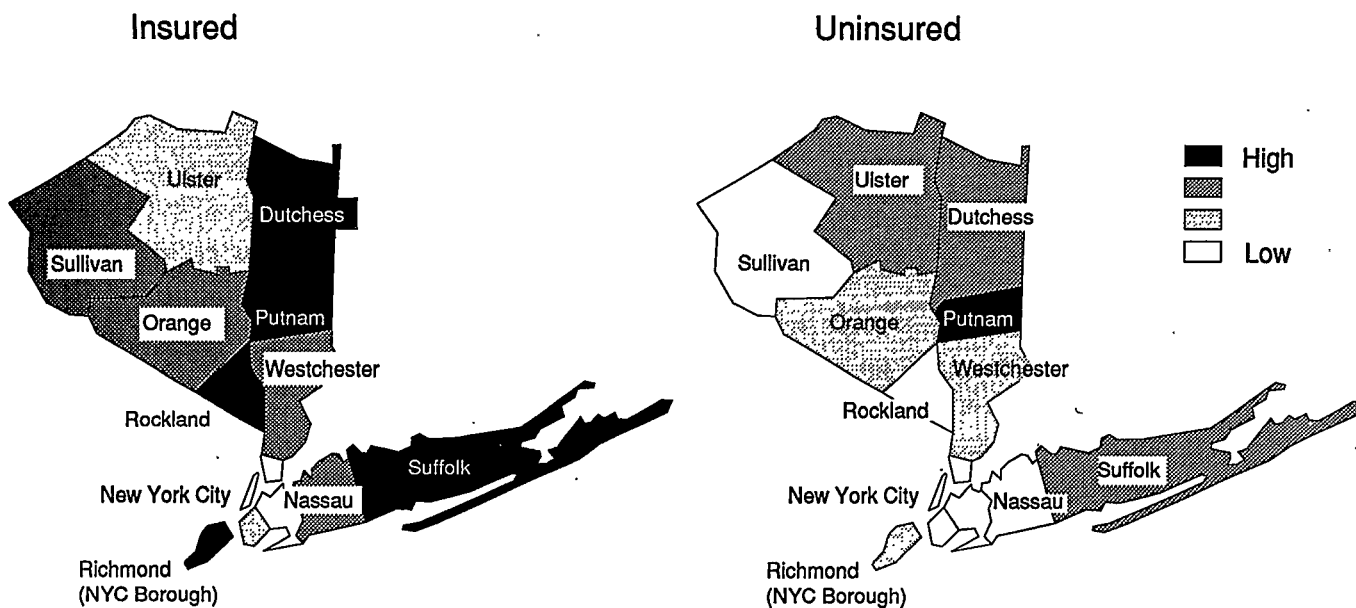 Insured
Ulster
Dutchess
Sullivan
Orange
Putnam
Westchester
Rockland
Suffolk
New York City
Nassau
Richmond
(NYC Borough)
Uninsured
High
Low
Ulster
Dutchess
Sullivan
Orange
Putnam
Westchester
Rockland
Suffolk
New York City
Nassau
Richmond
(NYC Borough)